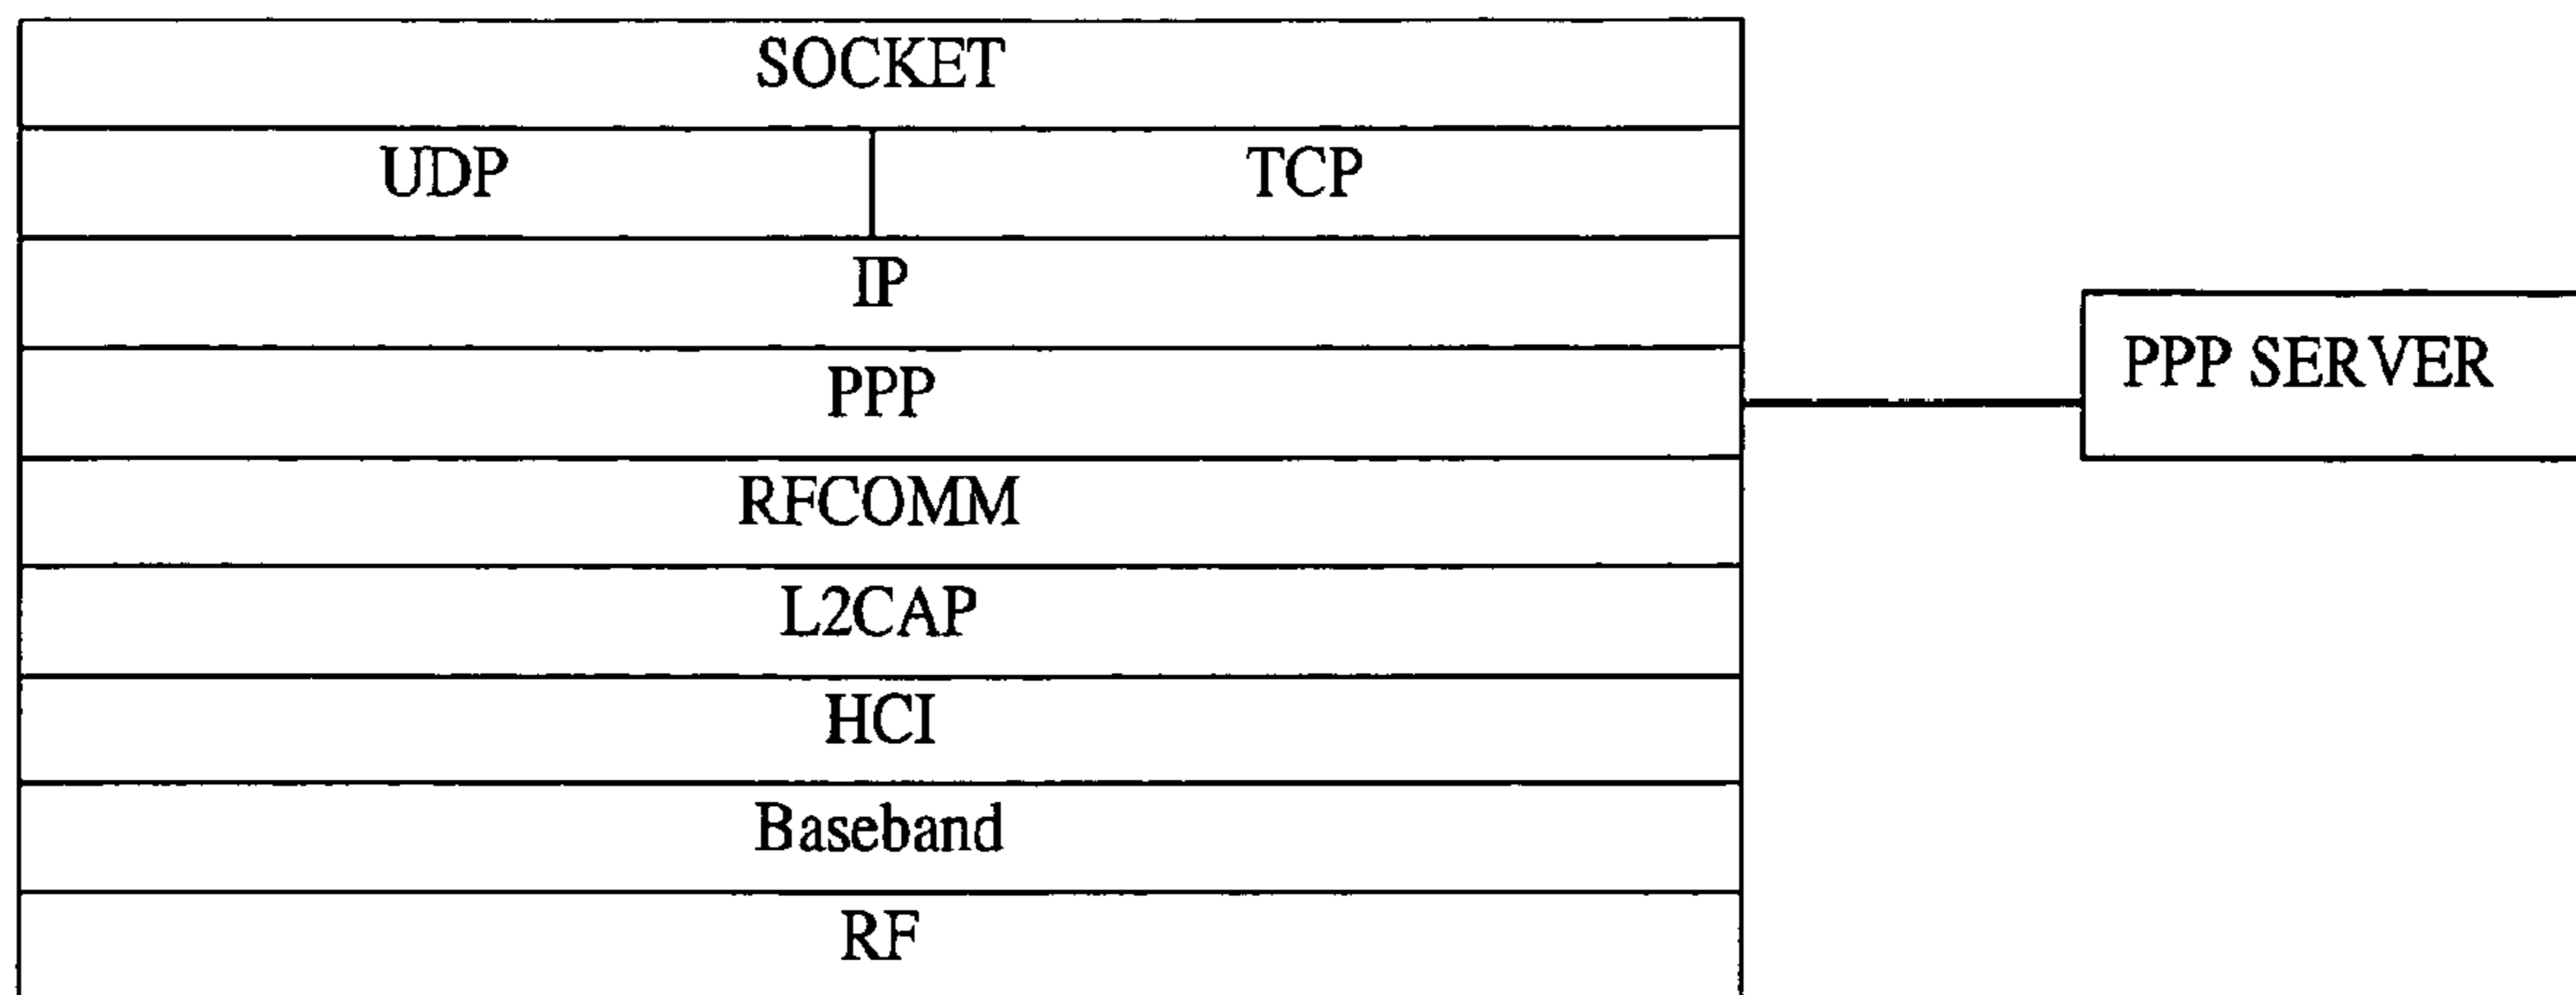 SOCKET
UDP TCP
IP
PPP
PPP SERVER
RFCOMM
L2CAP
HCI
Baseband
RF